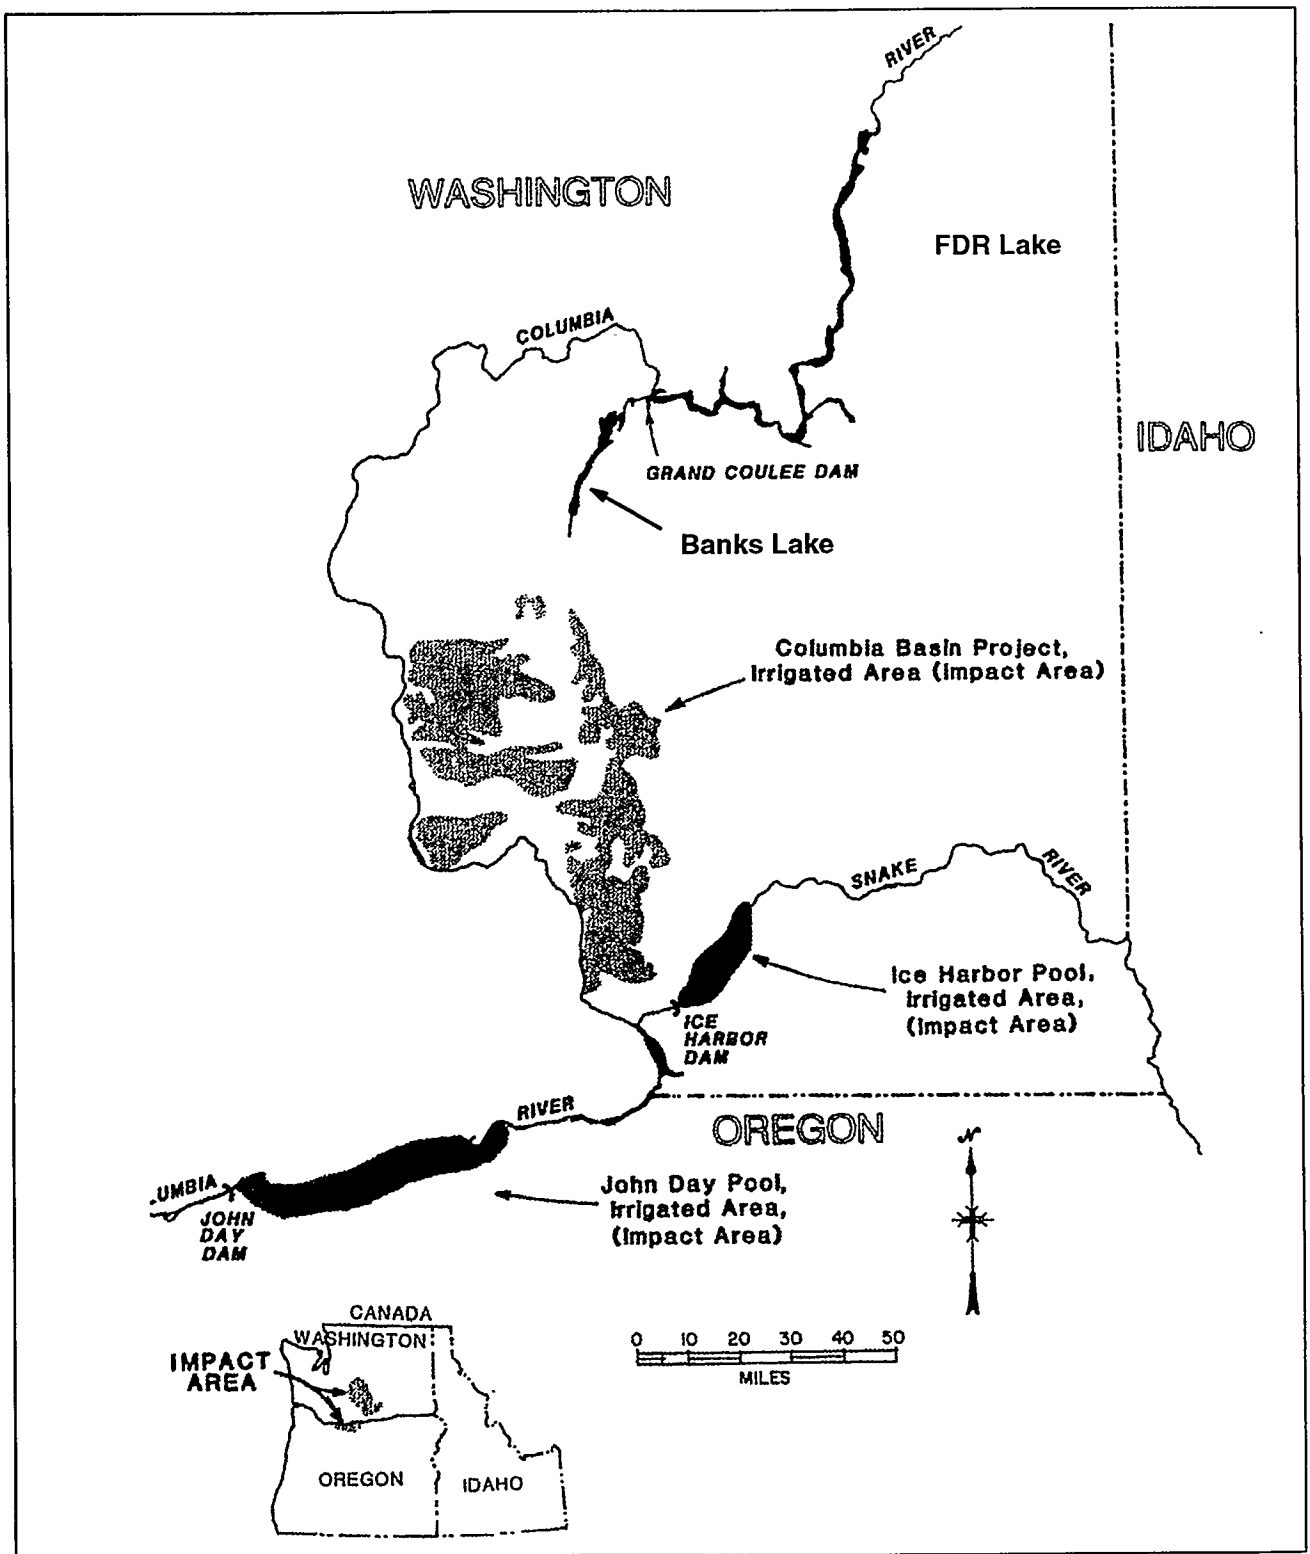 RIVER
WASHINGTON
FDR Lake
COLUMBIA
IDAHO
GRAND COULEE DAM
Banks Lake
Columbia Basin Project,
Irrigated Area (Impact Area)
SNAKE
RIVER
Ice Harbor Pool,
Irrigated Area,
(Impact Area)
ICE
HARBOR
DAM
RIVER
OREGON
N
UMBIA
JOHN
DAY
DAM
John Day Pool,
Irrigated Area,
(Impact Area)
CANADA
WASHINGTON
IMPACT
AREA
OREGON
IDAHO
0 10 20 30 40 50
MILES